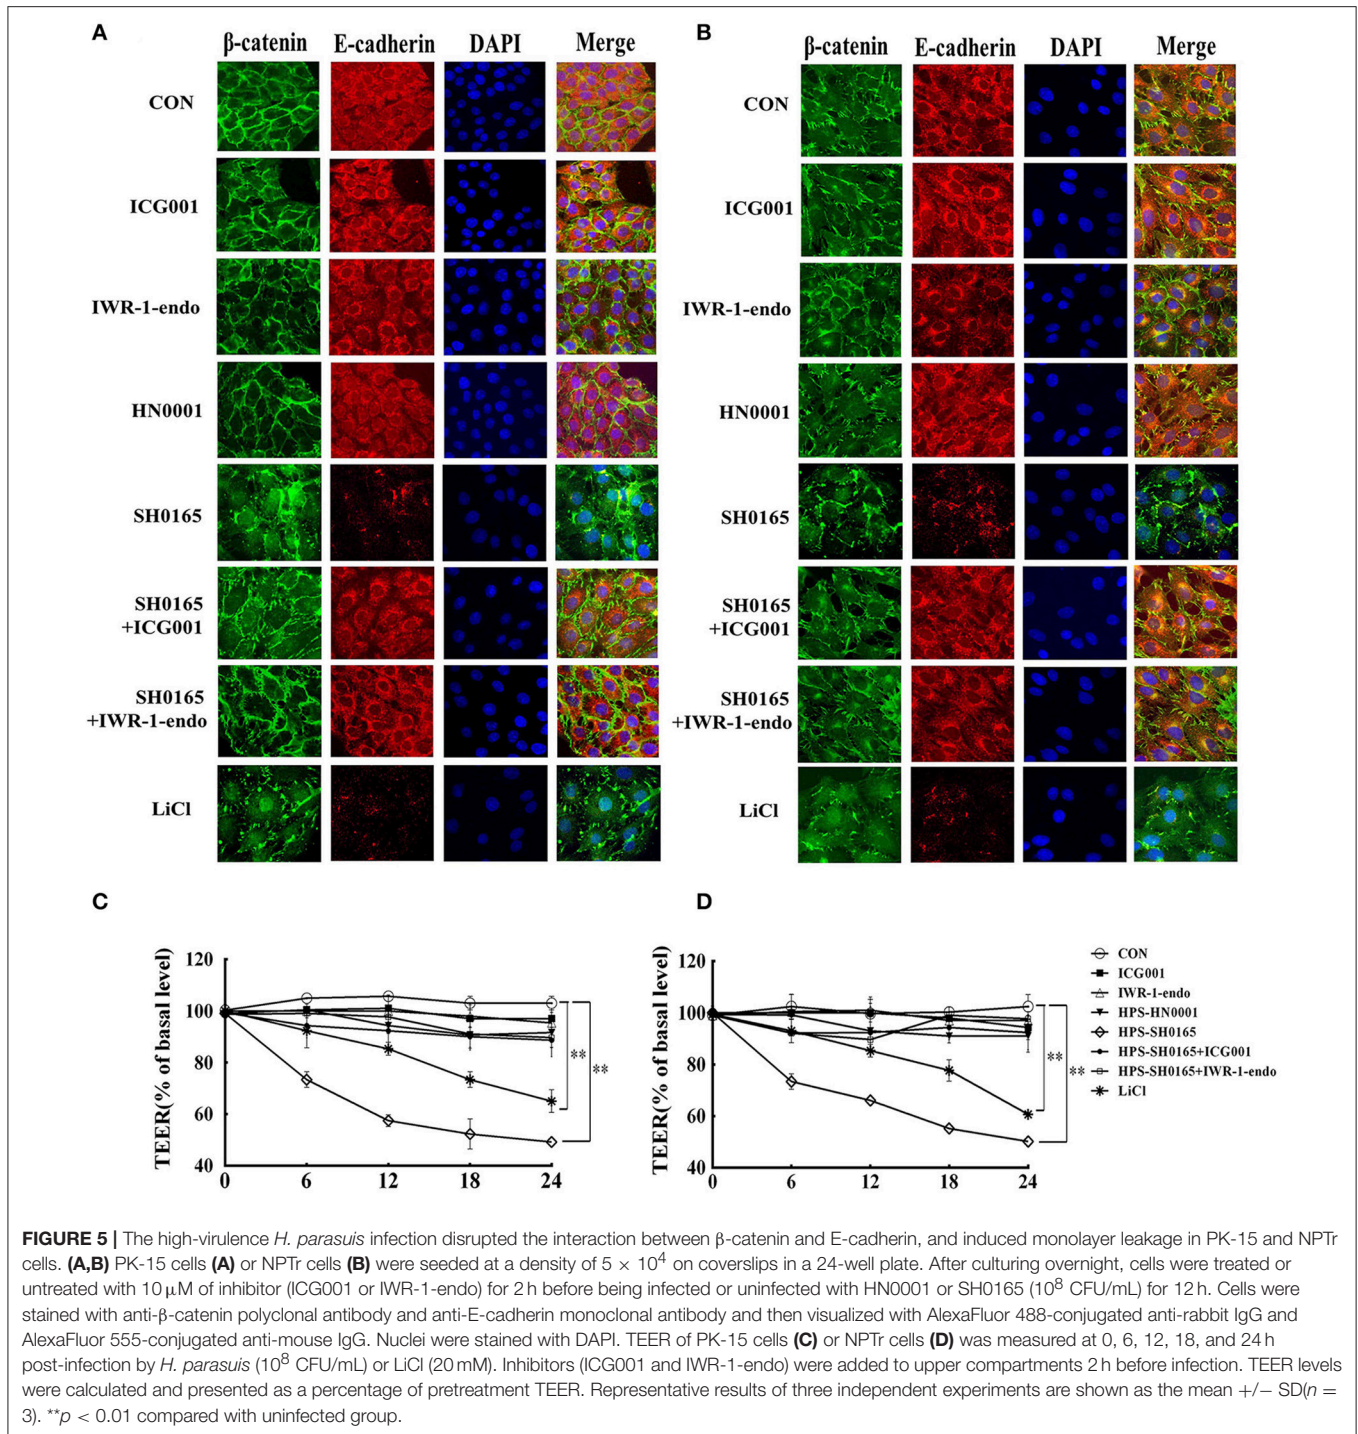 A
β-catenin E-cadherin DAPI Merge
CON
ICG001
IWR-1-endo
HN0001
SH0165
SH0165
+ICG001
SH0165
+IWR-1-endo
LiCl
B
β-catenin E-cadherin DAPI Merge
CON
ICG001
IWR-1-endo
HN0001
SH0165
SH0165
+ICG001
SH0165
+IWR-1-endo
LiCl
C
TEER(% of basal level)
120
100
80
60
40
0 6 12 18 24
**
**
D
TEER(% of basal level)
120
100
80
60
40
0 6 12 18 24
**
**
CON
ICG001
IWR-1-endo
HPS-HN0001
HPS-SH0165
HPS-SH0165+ICG001
HPS-SH0165+IWR-1-endo
LiCl
FIGURE 5 | The high-virulence H. parasuis infection disrupted the interaction between β-catenin and E-cadherin, and induced monolayer leakage in PK-15 and NPTr
cells. (A,B) PK-15 cells (A) or NPTr cells (B) were seeded at a density of 5 × 10⁴ on coverslips in a 24-well plate. After culturing overnight, cells were treated or
untreated with 10 μM of inhibitor (ICG001 or IWR-1-endo) for 2 h before being infected or uninfected with HN0001 or SH0165 (10⁸ CFU/mL) for 12 h. Cells were
stained with anti-β-catenin polyclonal antibody and anti-E-cadherin monoclonal antibody and then visualized with AlexaFluor 488-conjugated anti-rabbit IgG and
AlexaFluor 555-conjugated anti-mouse IgG. Nuclei were stained with DAPI. TEER of PK-15 cells (C) or NPTr cells (D) was measured at 0, 6, 12, 18, and 24 h
post-infection by H. parasuis (10⁸ CFU/mL) or LiCl (20 mM). Inhibitors (ICG001 and IWR-1-endo) were added to upper compartments 2 h before infection. TEER levels
were calculated and presented as a percentage of pretreatment TEER. Representative results of three independent experiments are shown as the mean +/− SD(n =
3). **p < 0.01 compared with uninfected group.